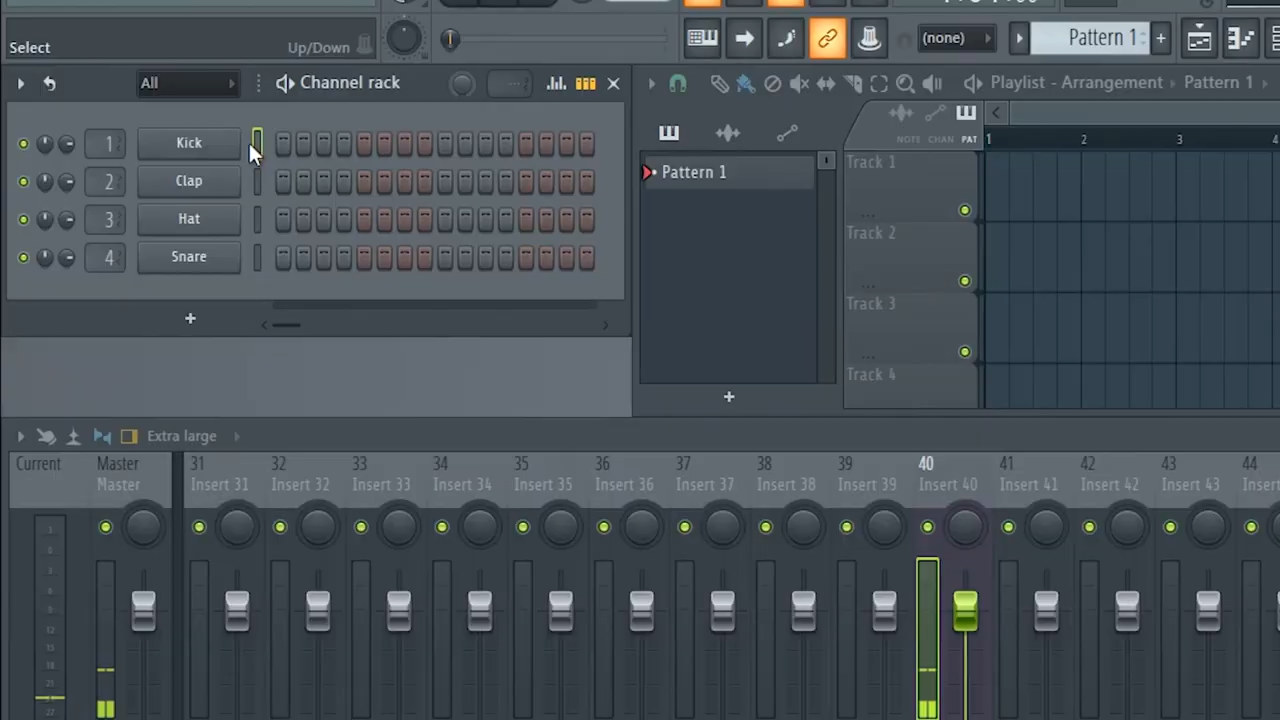 Select Up/Down
(none) Pattern 1 +
All Channel rack
Playlist - Arrangement Pattern 1
NOTE CHAN PAT 1 2 3 4
1 Kick
2 Clap
3 Hat
4 Snare
+
Pattern 1
+
Track 1
...
Track 2
...
Track 3
...
Track 4
Extra large
Current Master 31 32 33 34 35 36 37 38 39 40 41 42 43 44
Master Insert 31 Insert 32 Insert 33 Insert 34 Insert 35 Insert 36 Insert 37 Insert 38 Insert 39 Insert 40 Insert 41 Insert 42 Insert 43 Insert